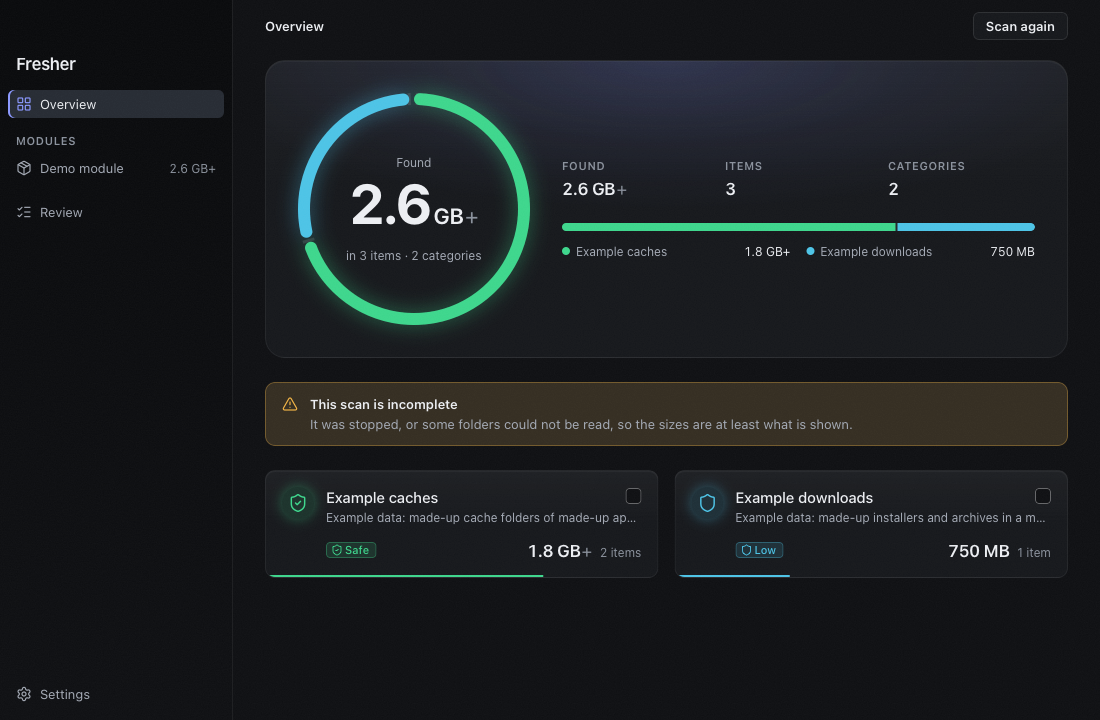 Fresher
Overview
MODULES
Demo module 2.6 GB+
Review
Settings
Overview
Scan again
Found
2.6 GB+
in 3 items · 2 categories
FOUND ITEMS CATEGORIES
2.6 GB+ 3 2
Example caches 1.8 GB+ Example downloads 750 MB
This scan is incomplete
It was stopped, or some folders could not be read, so the sizes are at least what is shown.
Example caches
Example data: made-up cache folders of made-up ap…
Safe 1.8 GB+ 2 items
Example downloads
Example data: made-up installers and archives in a m…
Low 750 MB 1 item